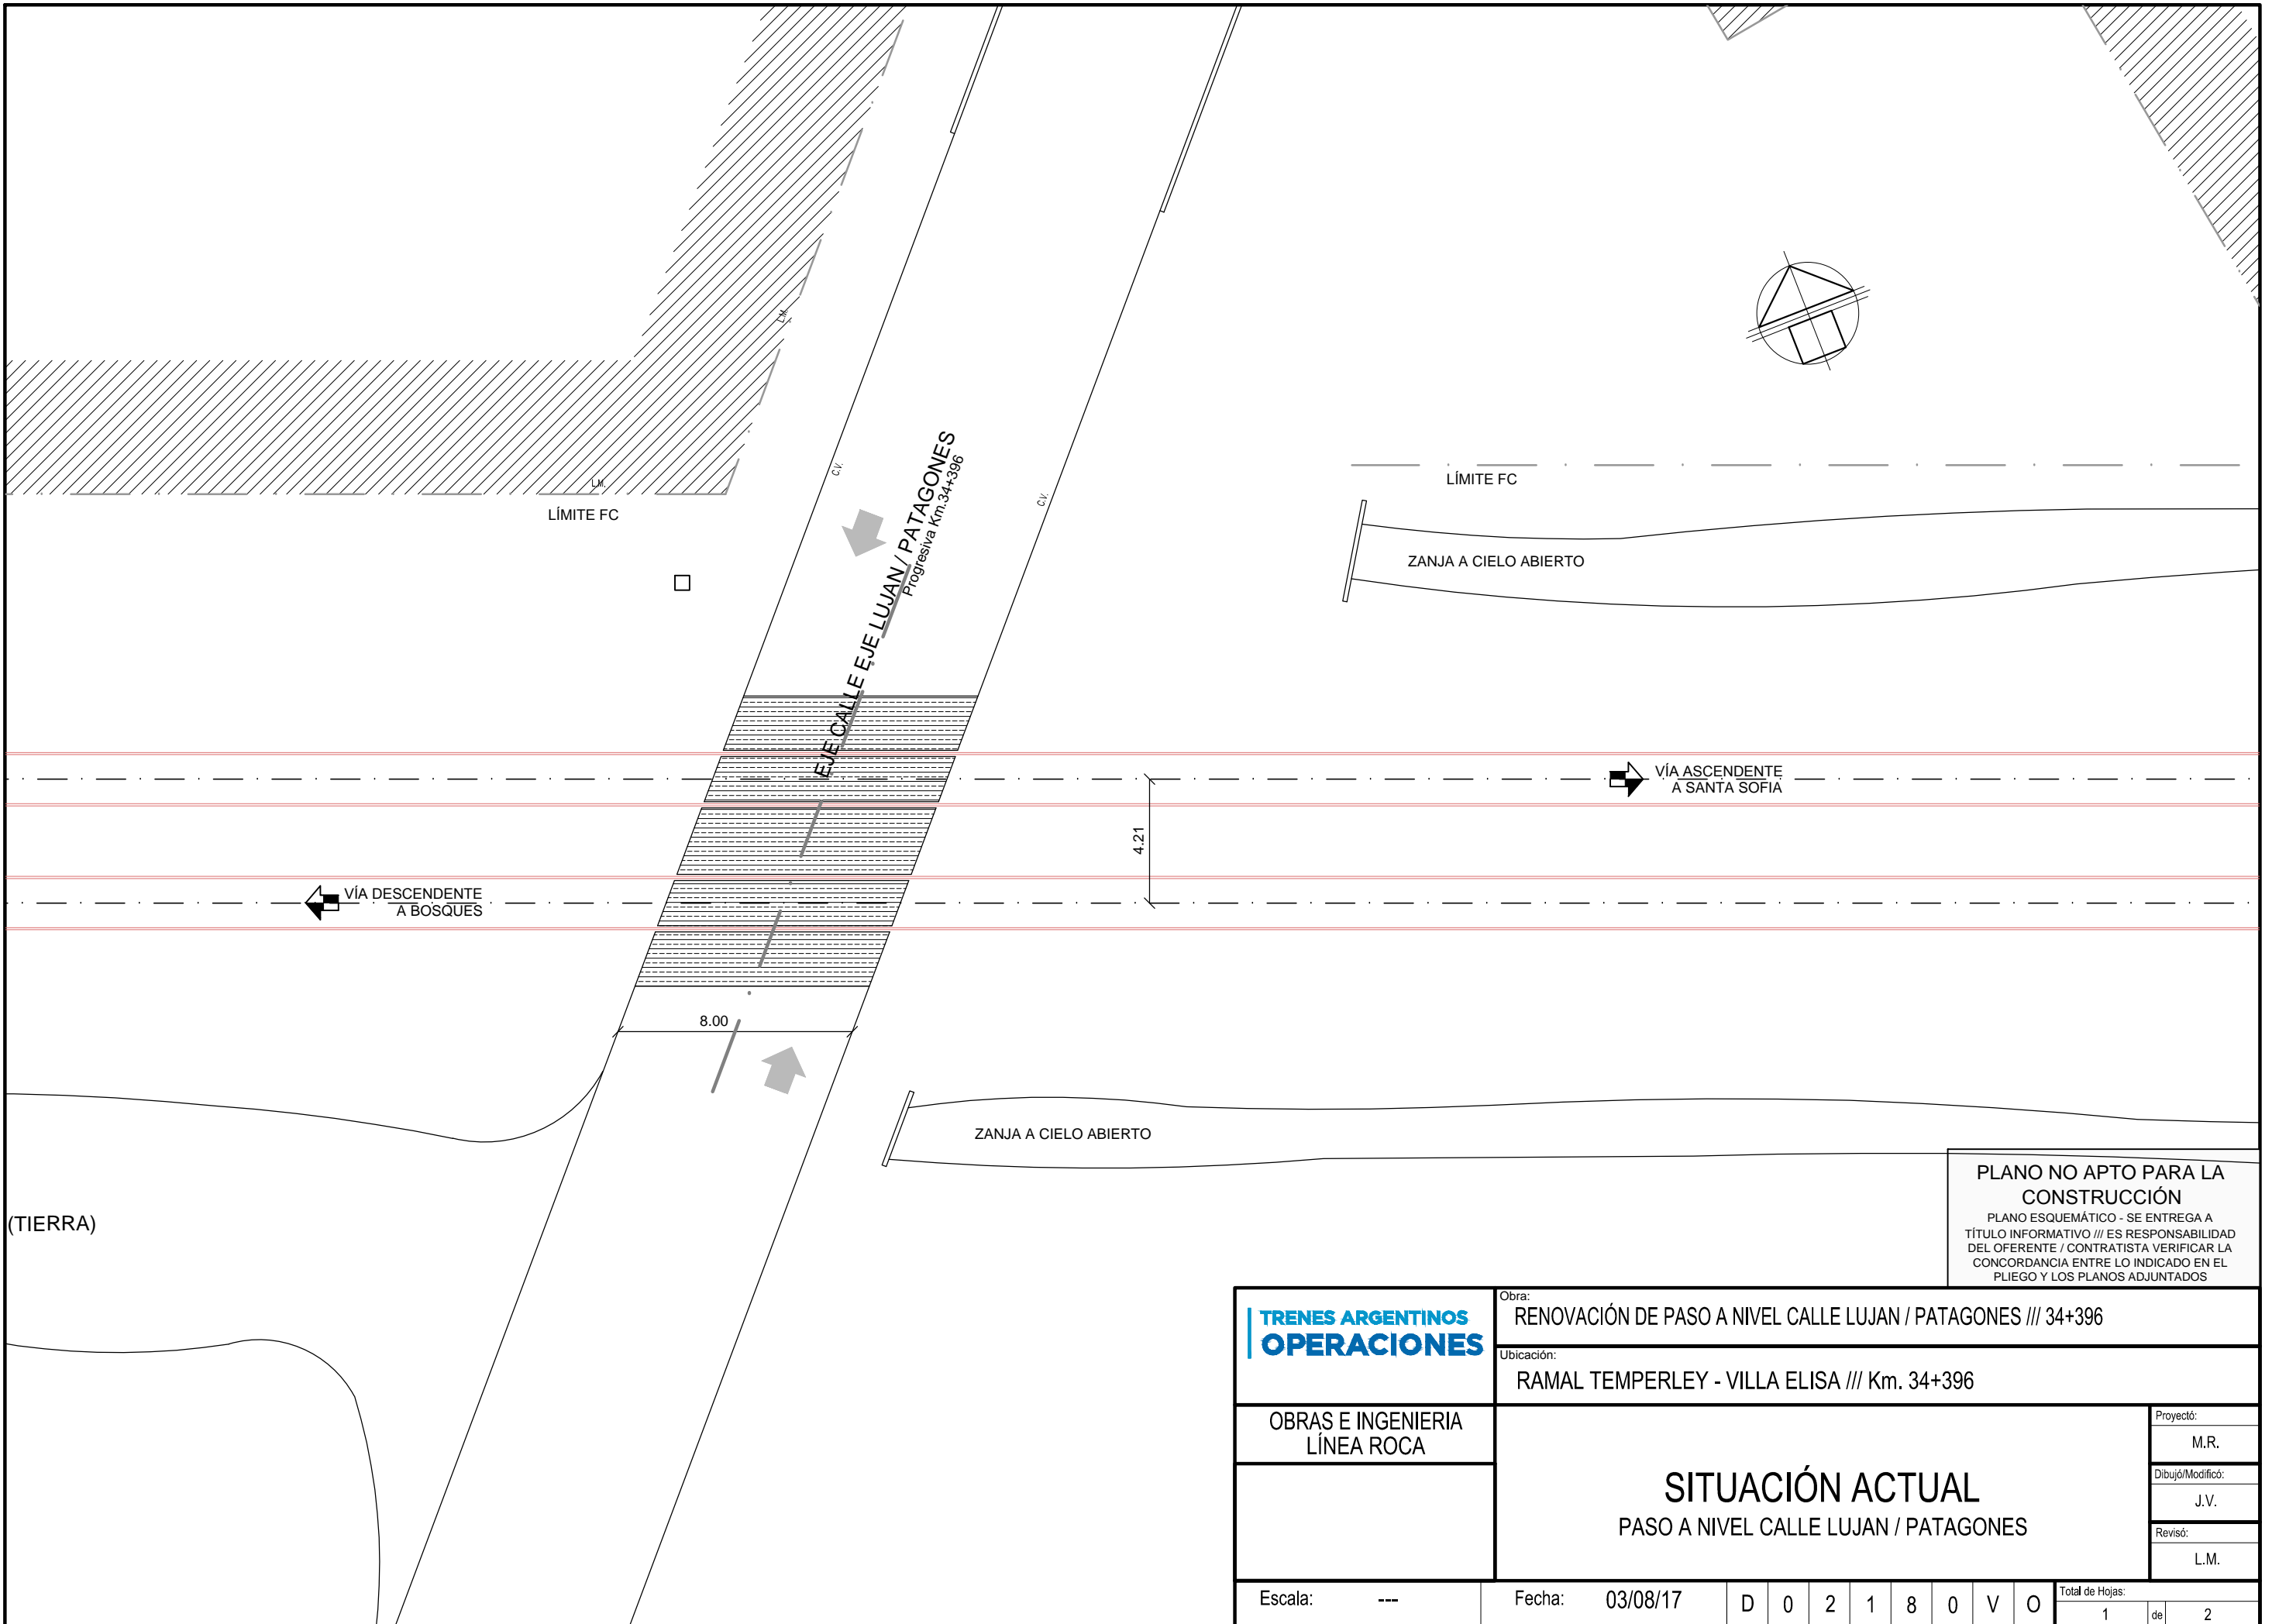 L.M.
L.M.
LÍMITE FC
C.V.
C.V.
EJE CALLE EJE LUJAN / PATAGONES
Progresiva Km.34+396
LÍMITE FC
ZANJA A CIELO ABIERTO
VÍA ASCENDENTE
A SANTA SOFIA
4.21
VÍA DESCENDENTE
A BOSQUES
8.00
ZANJA A CIELO ABIERTO
(TIERRA)
PLANO NO APTO PARA LA
CONSTRUCCIÓN
PLANO ESQUEMÁTICO - SE ENTREGA A
TÍTULO INFORMATIVO /// ES RESPONSABILIDAD
DEL OFERENTE / CONTRATISTA VERIFICAR LA
CONCORDANCIA ENTRE LO INDICADO EN EL
PLIEGO Y LOS PLANOS ADJUNTADOS
TRENES ARGENTINOS
OPERACIONES
Obra:
RENOVACIÓN DE PASO A NIVEL CALLE LUJAN / PATAGONES /// 34+396
Ubicación:
RAMAL TEMPERLEY - VILLA ELISA /// Km. 34+396
OBRAS E INGENIERIA
LÍNEA ROCA
SITUACIÓN ACTUAL
PASO A NIVEL CALLE LUJAN / PATAGONES
Proyectó:
M.R.
Dibujó/Modificó:
J.V.
Revisó:
L.M.
Escala: ---
Fecha: 03/08/17
D 0 2 1 8 0 V O
Total de Hojas:
1 de 2